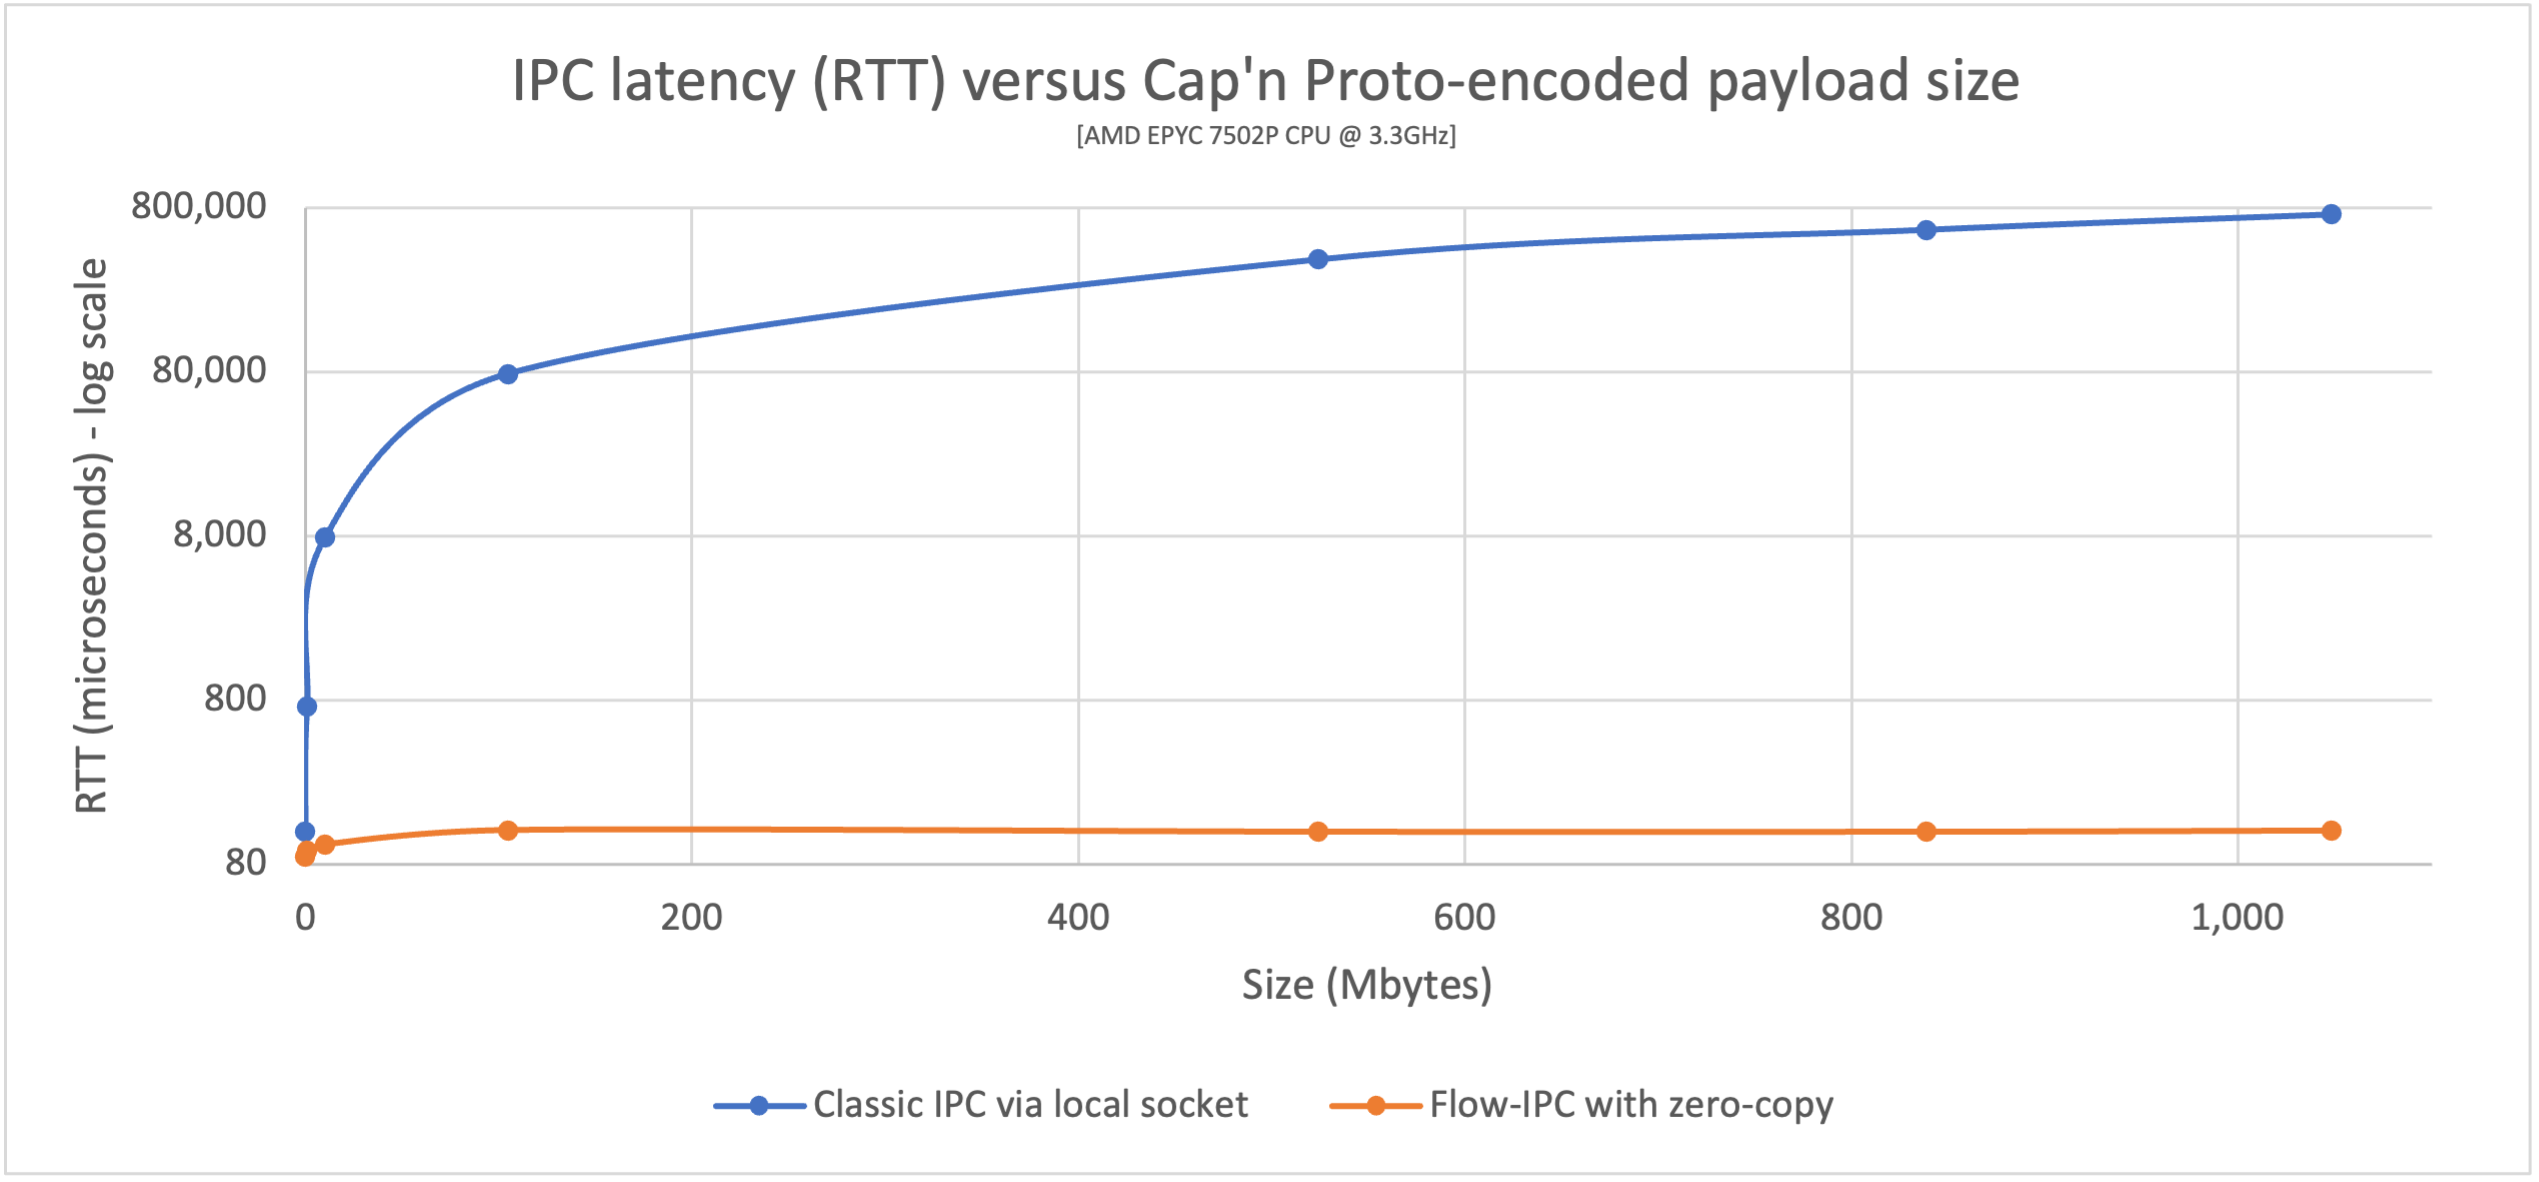 IPC latency (RTT) versus Cap'n Proto-encoded payload size
[AMD EPYC 7502P CPU @ 3.3GHz]
RTT (microseconds) - log scale
800,000
80,000
8,000
800
80
0 200 400 600 800 1,000
Size (Mbytes)
Classic IPC via local socket Flow-IPC with zero-copy